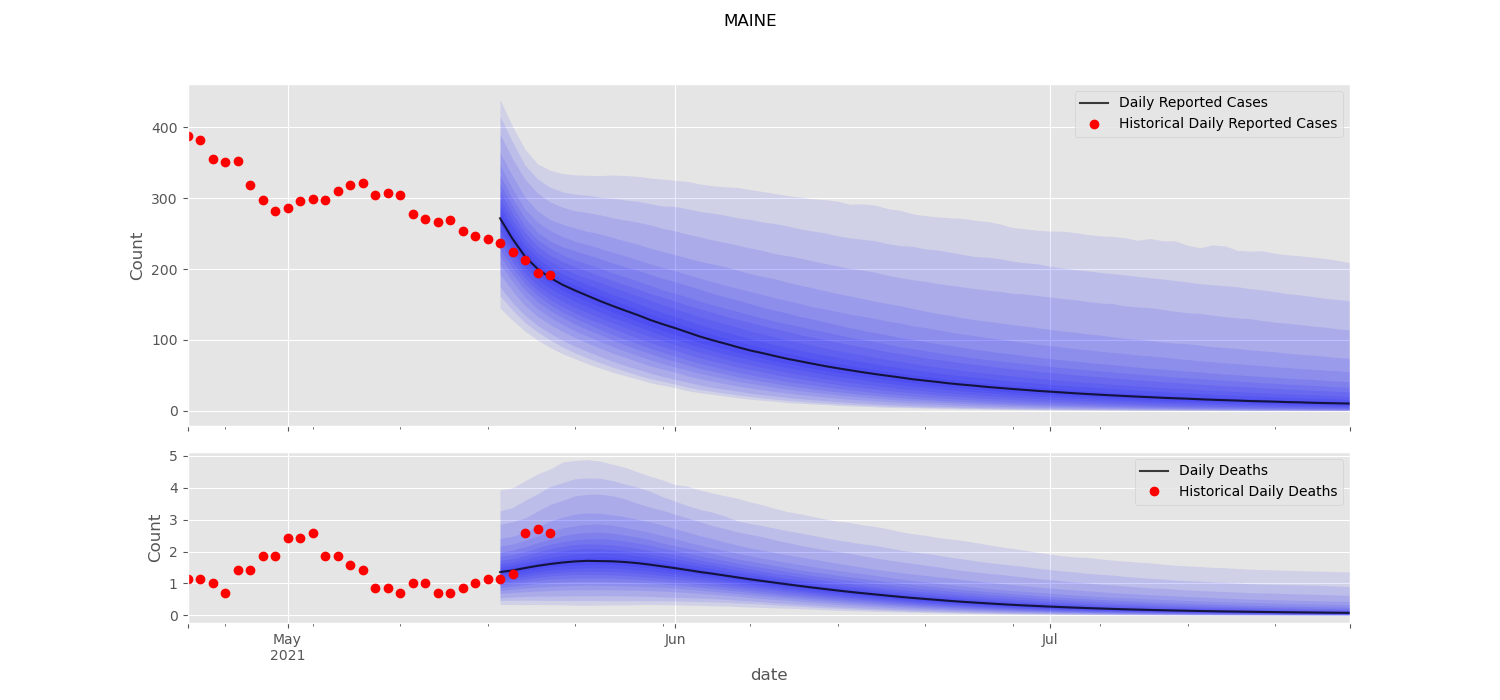 MAINE
Daily Reported Cases
Historical Daily Reported Cases
Count
400
300
200
100
0
Daily Deaths
Historical Daily Deaths
Count
5
4
3
2
1
0
May
2021
Jun
Jul
date